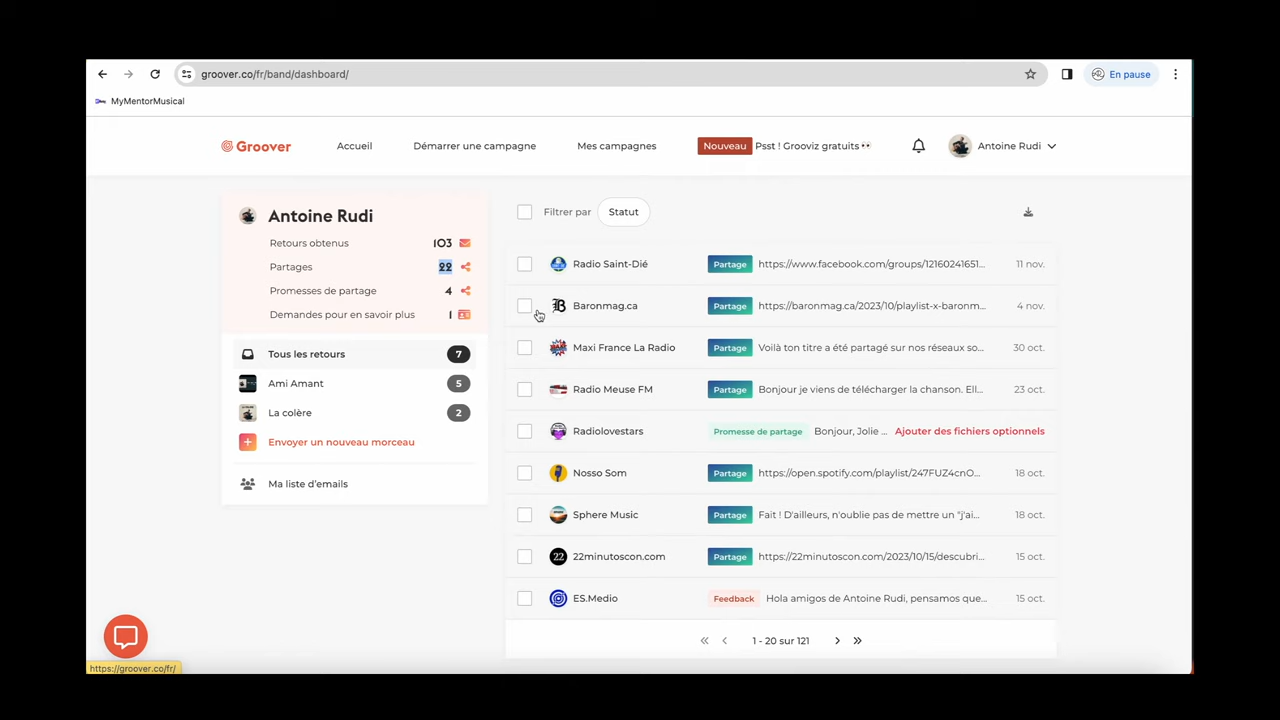 groover.co/fr/band/dashboard/
En pause
MyMentorMusical
Groover
Accueil
Démarrer une campagne
Mes campagnes
Nouveau Psst ! Grooviz gratuits
Antoine Rudi
Antoine Rudi
Retours obtenus 103
Partages 22
Promesses de partage 4
Demandes pour en savoir plus 1
Tous les retours 7
Ami Amant 5
La colère 2
Envoyer un nouveau morceau
Ma liste d'emails
Filtrer par Statut
Radio Saint-Dié Partage https://www.facebook.com/groups/12160241651... 11 nov.
Baronmag.ca Partage https://baronmag.ca/2023/10/playlist-x-baronm... 4 nov.
Maxi France La Radio Partage Voilà ton titre a été partagé sur nos réseaux so... 30 oct.
Radio Meuse FM Partage Bonjour je viens de télécharger la chanson. Ell... 23 oct.
Radiolovestars Promesse de partage Bonjour, Jolie ... Ajouter des fichiers optionnels
Nosso Som Partage https://open.spotify.com/playlist/247FUZ4cnO... 18 oct.
Sphere Music Partage Fait ! D'ailleurs, n'oublie pas de mettre un "j'ai... 18 oct.
22 22minutoscon.com Partage https://22minutoscon.com/2023/10/15/descubri... 15 oct.
ES.Medio Feedback Hola amigos de Antoine Rudi, pensamos que... 15 oct.
« ‹ 1 - 20 sur 121 › »
https://groover.co/fr/